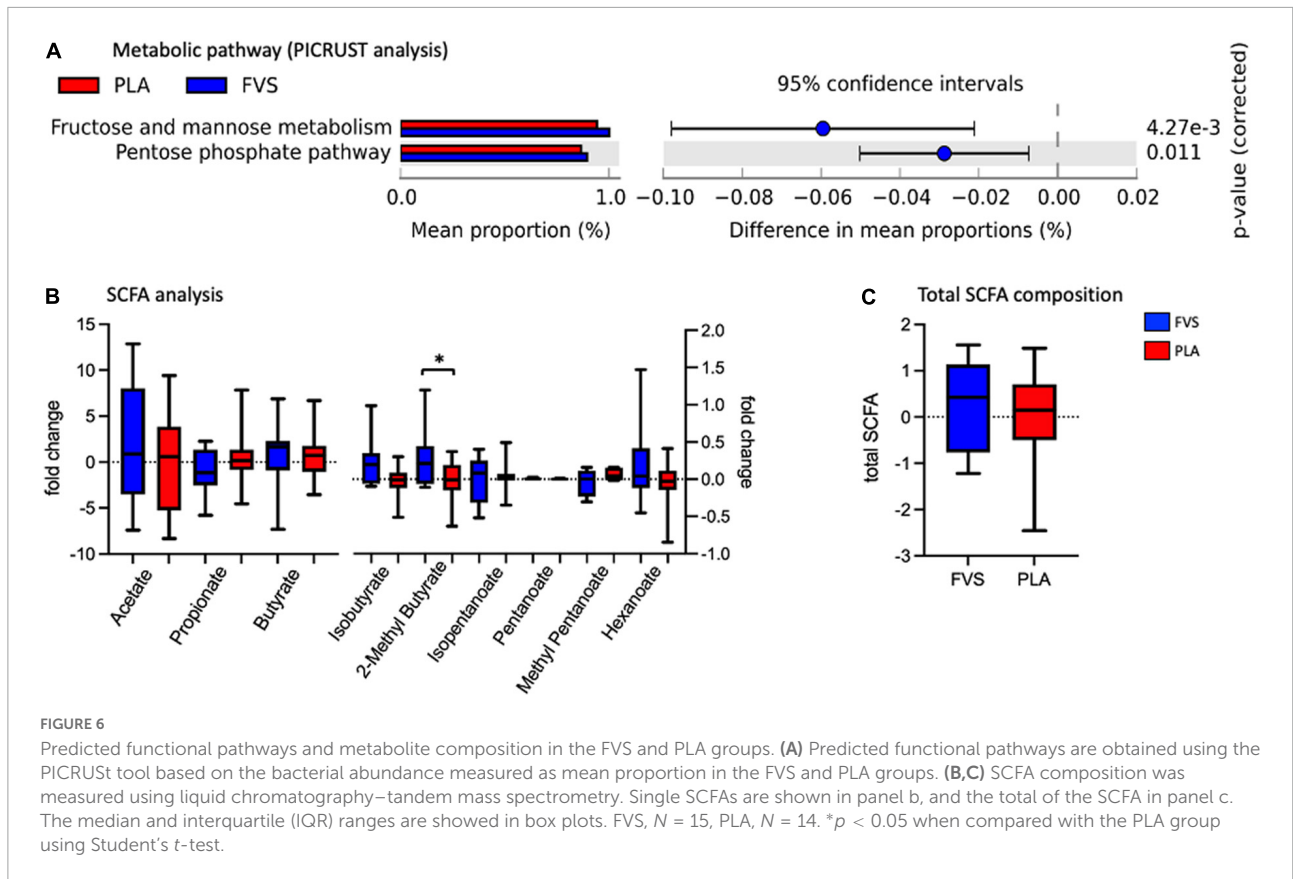 A Metabolic pathway (PICRUST analysis)
PLA FVS
95% confidence intervals
Fructose and mannose metabolism
Pentose phosphate pathway
4.27e-3
0.011
p-value (corrected)
0.0 1.0
Mean proportion (%)
−0.10 −0.08 −0.06 −0.04 −0.02 0.00 0.02
Difference in mean proportions (%)
B SCFA analysis
15
10
5
0
-5
-10
fold change
*
2.0
1.5
1.0
0.5
0.0
-0.5
-1.0
fold change
Acetate
Propionate
Butyrate
Isobutyrate
2-Methyl Butyrate
Isopentanoate
Pentanoate
Methyl Pentanoate
Hexanoate
C Total SCFA composition
FVS
PLA
2
1
0
-1
-2
-3
total SCFA
FVS PLA
FIGURE 6
Predicted functional pathways and metabolite composition in the FVS and PLA groups. (A) Predicted functional pathways are obtained using the
PICRUSt tool based on the bacterial abundance measured as mean proportion in the FVS and PLA groups. (B,C) SCFA composition was
measured using liquid chromatography–tandem mass spectrometry. Single SCFAs are shown in panel b, and the total of the SCFA in panel c.
The median and interquartile (IQR) ranges are showed in box plots. FVS, N = 15, PLA, N = 14. *p < 0.05 when compared with the PLA group
using Student's t-test.